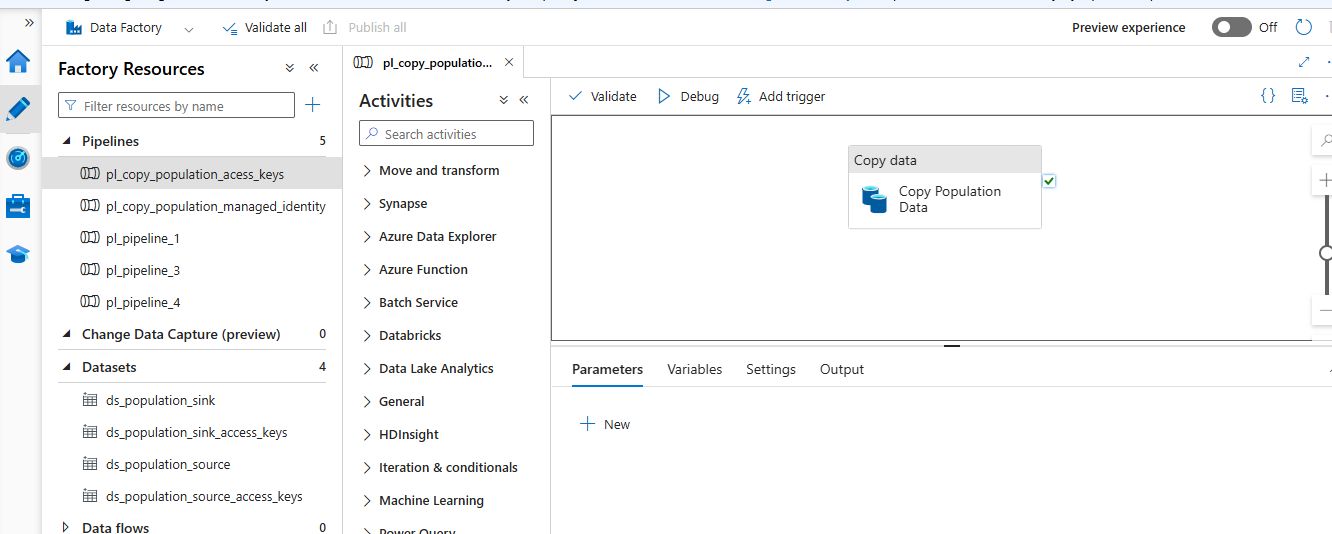 Data Factory
Validate all
Publish all
Preview experience
Off
Factory Resources
Filter resources by name
Pipelines
5
pl_copy_population_acess_keys
pl_copy_population_managed_identity
pl_pipeline_1
pl_pipeline_3
pl_pipeline_4
Change Data Capture (preview)
0
Datasets
4
ds_population_sink
ds_population_sink_access_keys
ds_population_source
ds_population_source_access_keys
Data flows
0
pl_copy_populatio...
Activities
Search activities
Move and transform
Synapse
Azure Data Explorer
Azure Function
Batch Service
Databricks
Data Lake Analytics
General
HDInsight
Iteration & conditionals
Machine Learning
Power Query
Validate
Debug
Add trigger
{}
Copy data
Copy Population
Data
Parameters
Variables
Settings
Output
New